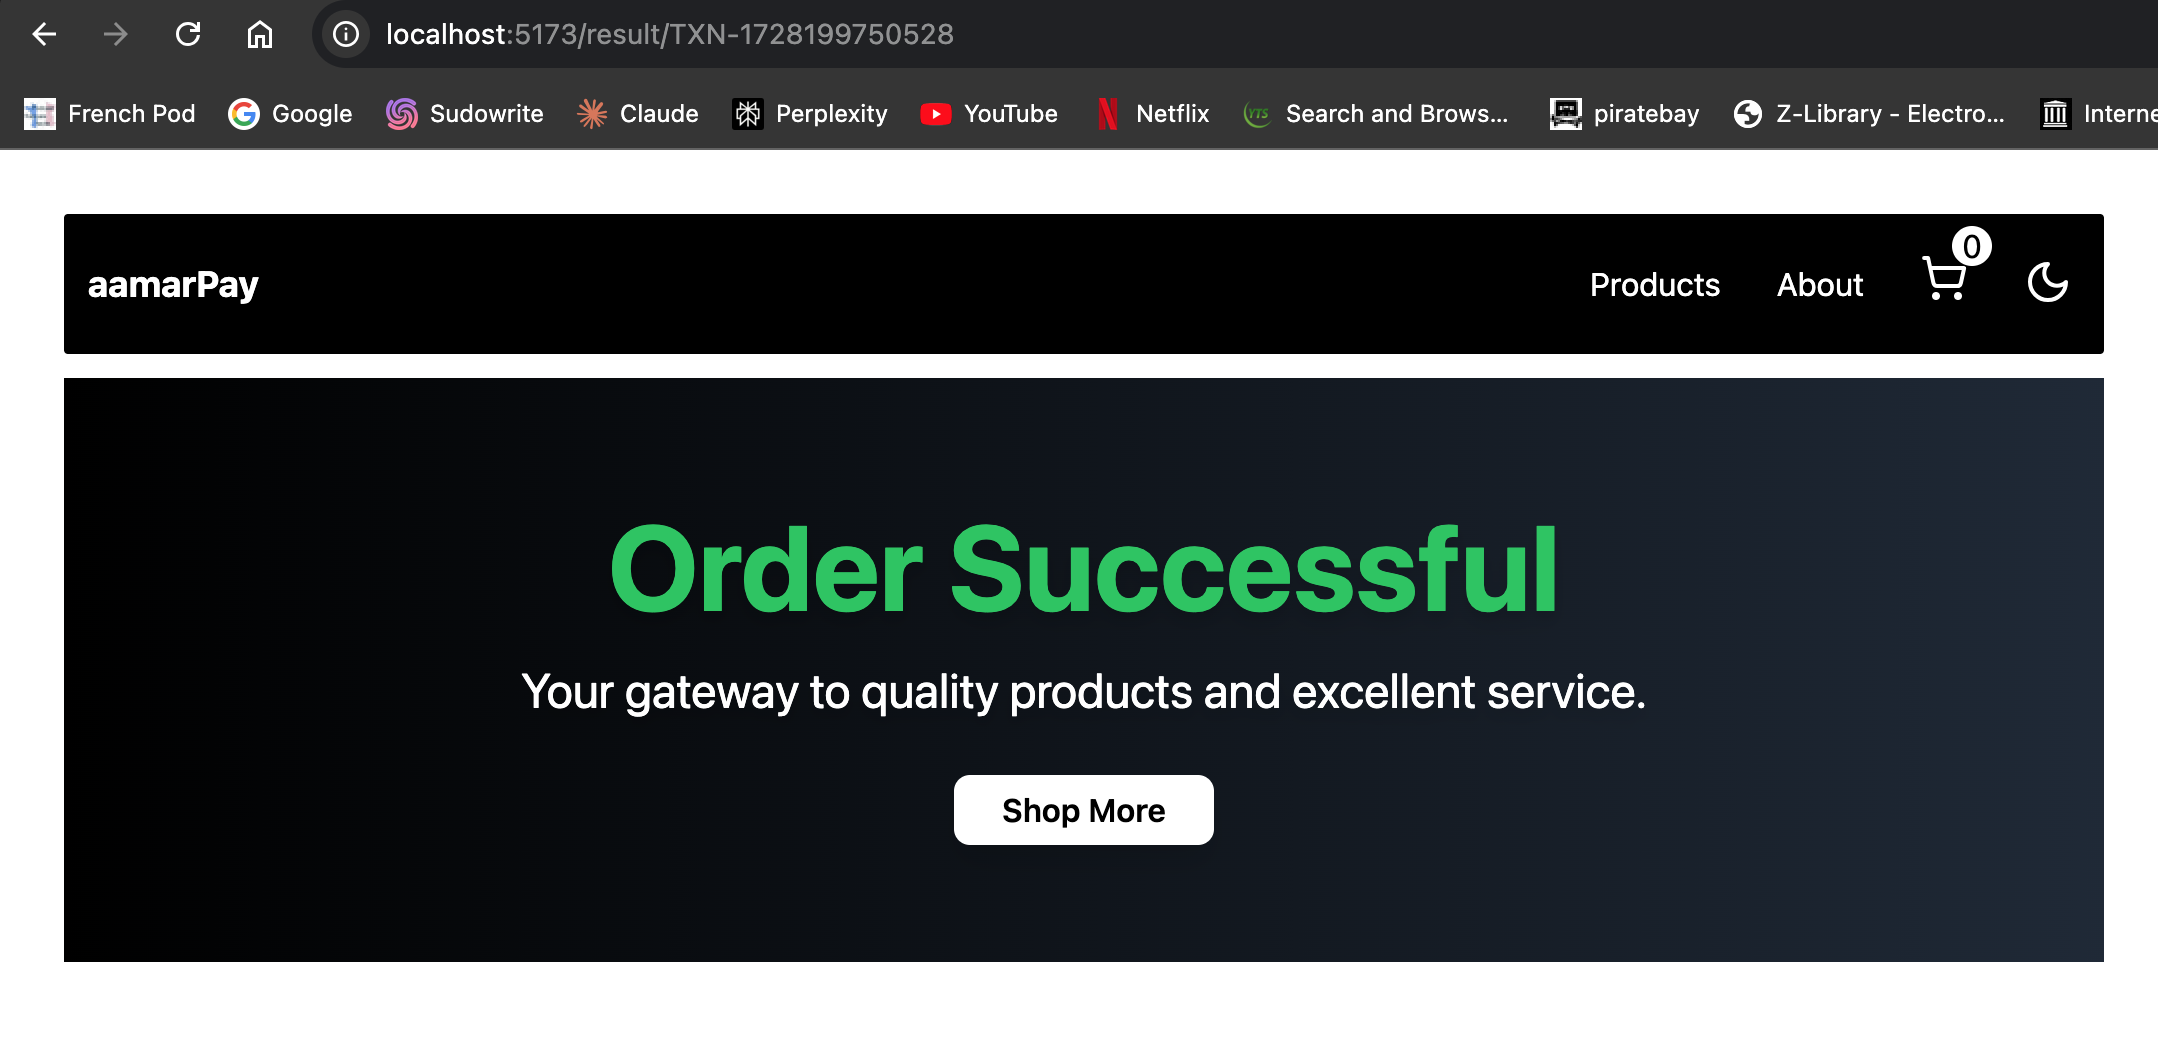 localhost:5173/result/TXN-1728199750528
French Pod Google Sudowrite Claude Perplexity YouTube Netflix YTS Search and Brows... piratebay Z-Library - Electro... Interne
aamarPay Products About 0
Order Successful
Your gateway to quality products and excellent service.
Shop More